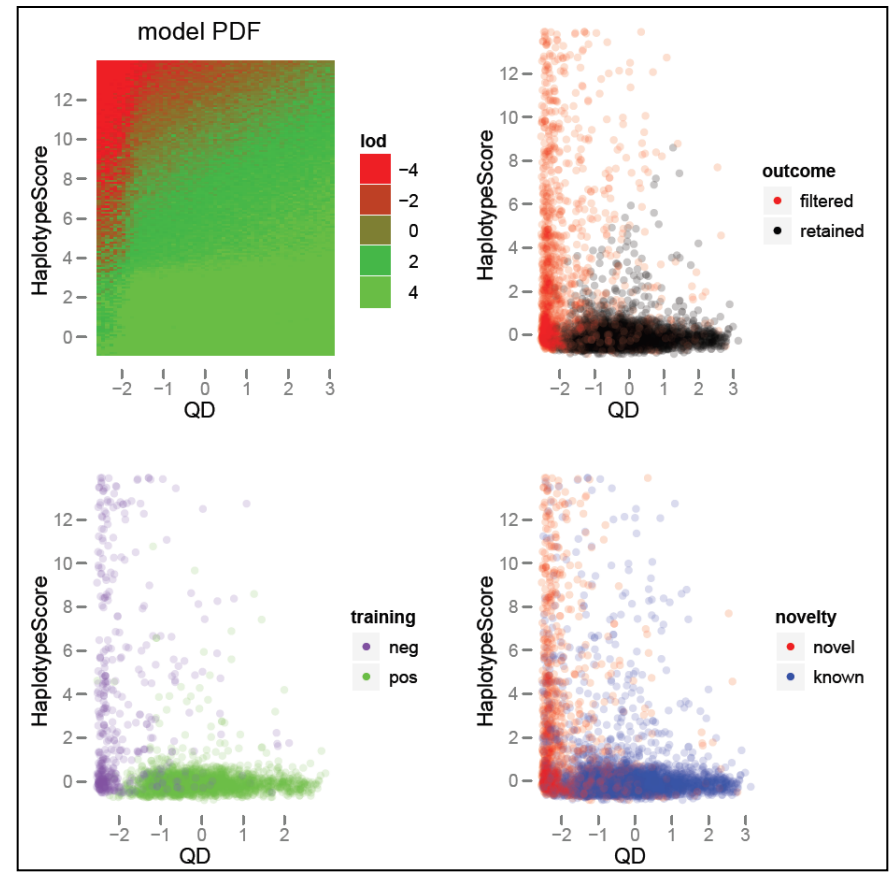 model PDF
HaplotypeScore
12
10
8
6
4
2
0
−2 −1 0 1 2 3
QD
lod
−4
−2
0
2
4
HaplotypeScore
12
10
8
6
4
2
0
−2 −1 0 1 2 3
QD
outcome
filtered
retained
HaplotypeScore
12
10
8
6
4
2
0
−2 −1 0 1 2
QD
training
neg
pos
HaplotypeScore
12
10
8
6
4
2
0
−2 −1 0 1 2 3
QD
novelty
novel
known